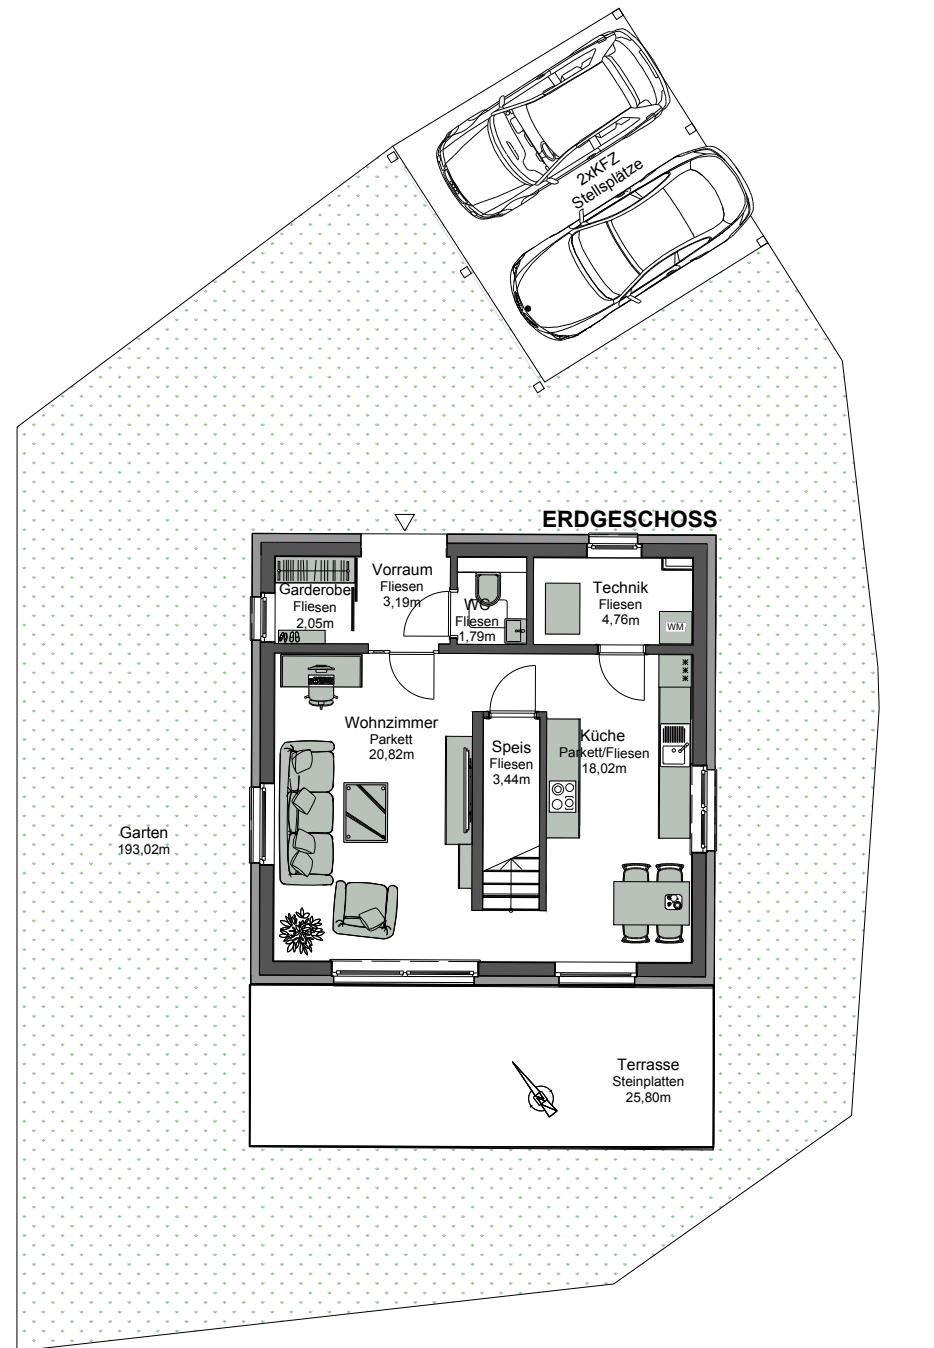 2xKFZ
Stellsplätze
ERDGESCHOSS
Vorraum
Fliesen
3,19m
Garderobe
Fliesen
2,05m
WC
Fliesen
1,79m
Technik
Fliesen
4,76m
WM
Wohnzimmer
Parkett
20,82m
Speis
Fliesen
3,44m
Küche
Parkett/Fliesen
18,02m
Garten
193,02m
Terrasse
Steinplatten
25,80m